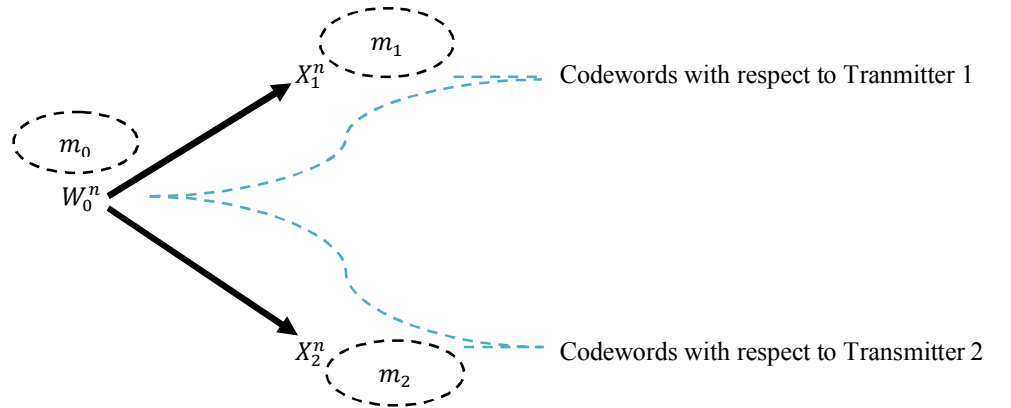 m₁
X₁ⁿ
Codewords with respect to Tranmitter 1
m₀
W₀ⁿ
X₂ⁿ
Codewords with respect to Transmitter 2
m₂